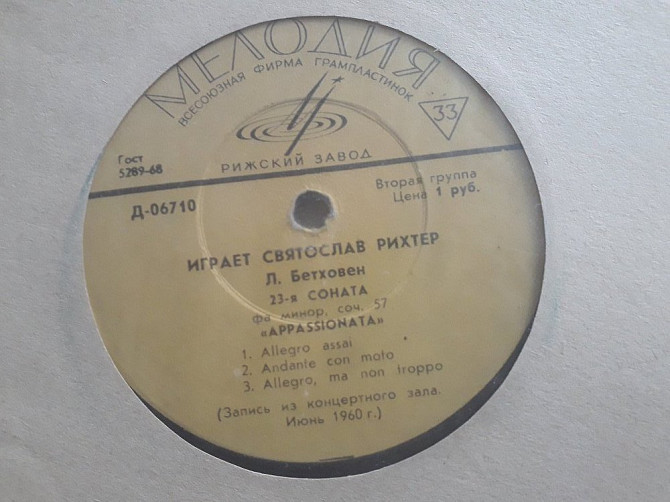 МЕЛОДИЯ
ВСЕСОЮЗНАЯ ФИРМА ГРАМПЛАСТИНОК
33
РИЖСКИЙ ЗАВОД
Гост
5289-68
Вторая группа
Цена 1 руб.
Д-06710
ИГРАЕТ СВЯТОСЛАВ РИХТЕР
Л. Бетховен
23-я СОНАТА
Фа минор, соч. 57
«APPASSIONATA»
1. Allegro assai
2. Andante con moto
3. Allegro, ma non troppo
(Запись из концертного зала.
Июнь 1960 г.)